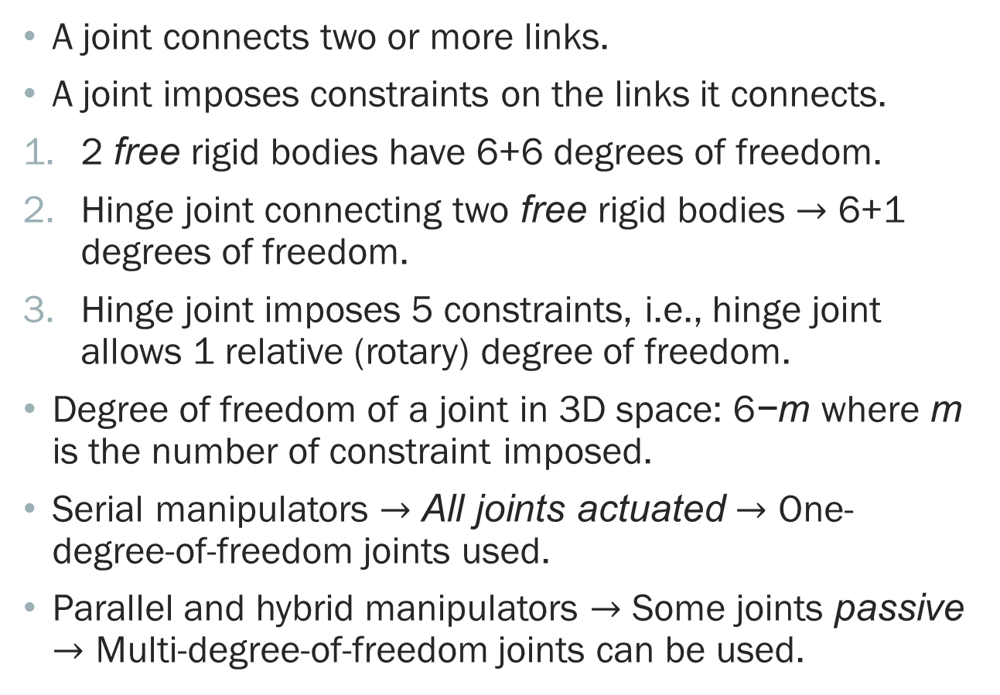 • A joint connects two or more links.
• A joint imposes constraints on the links it connects.
1. 2 free rigid bodies have 6+6 degrees of freedom.
2. Hinge joint connecting two free rigid bodies → 6+1
degrees of freedom.
3. Hinge joint imposes 5 constraints, i.e., hinge joint
allows 1 relative (rotary) degree of freedom.
• Degree of freedom of a joint in 3D space: 6−m where m
is the number of constraint imposed.
• Serial manipulators → All joints actuated → One-
degree-of-freedom joints used.
• Parallel and hybrid manipulators → Some joints passive
→ Multi-degree-of-freedom joints can be used.